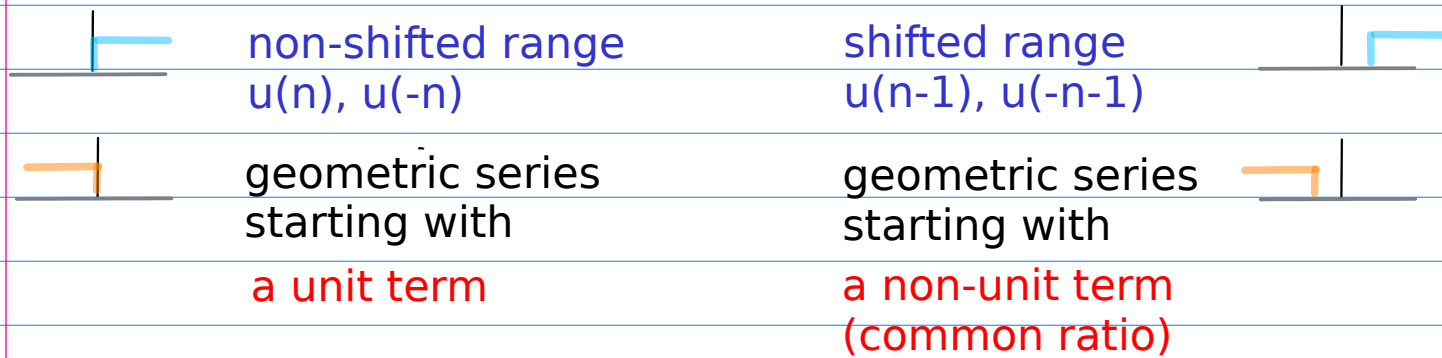 non-shifted range
u(n), u(-n)
geometric series
starting with
a unit term
shifted range
u(n-1), u(-n-1)
geometric series
starting with
a non-unit term
(common ratio)